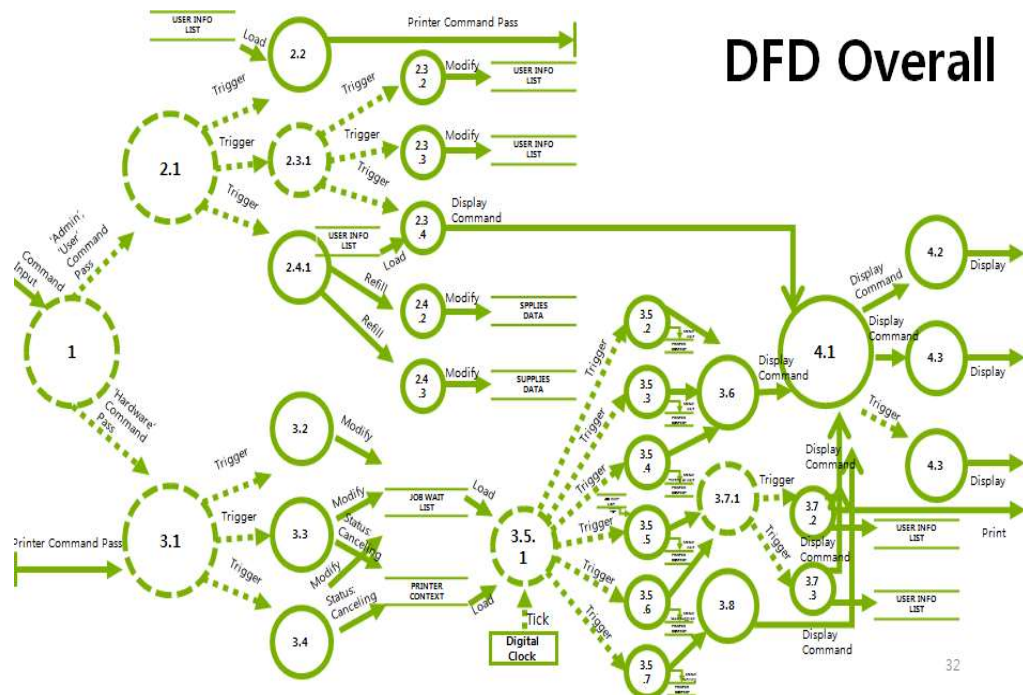 DFD Overall
USER INFO
LIST
Load
2.2
Printer Command Pass
Trigger
2.3
.2
Modify
USER INFO
LIST
Trigger
2.1
Trigger
2.3.1
Trigger
2.3
.3
Modify
USER INFO
LIST
Trigger
Trigger
2.3
.4
Display
Command
USER INFO
LIST
Load
2.4.1
Refill
2.4
.2
Modify
SPPLIES
DATA
Refill
2.4
.3
Modify
SUPPLIES
DATA
Command
Input
'Admin',
'User'
Command
Pass
1
'Hardware'
Command
Pass
Printer Command Pass
3.1
Trigger
3.2
Modify
Trigger
3.3
Modify
Status:
Canceling
Trigger
3.4
Modify
Status:
Canceling
JOB WAIT
LIST
Load
PRINTER
CONTEXT
Load
3.5.
1
Tick
Digital
Clock
Trigger
3.5
.2
Trigger
3.5
.3
Trigger
3.5
.4
Trigger
3.5
.5
Trigger
3.5
.6
Trigger
3.5
.7
3.6
Display
Command
3.7.1
Trigger
3.7
.2
USER INFO
LIST
Trigger
3.7
.3
USER INFO
LIST
3.8
Display
Command
Display
Command
Display
Command
Print
4.1
Display
Command
4.2
Display
Display
Command
4.3
Display
Trigger
4.3
Display
32